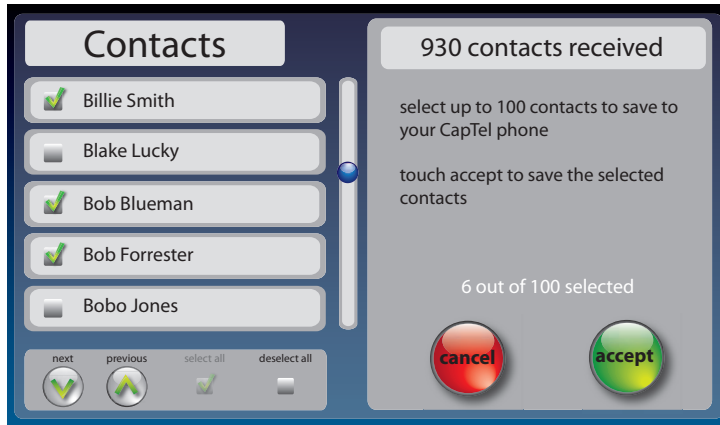 Contacts
Billie Smith
Blake Lucky
Bob Blueman
Bob Forrester
Bobo Jones
next previous select all deselect all
930 contacts received
select up to 100 contacts to save to
your CapTel phone
touch accept to save the selected
contacts
6 out of 100 selected
cancel accept